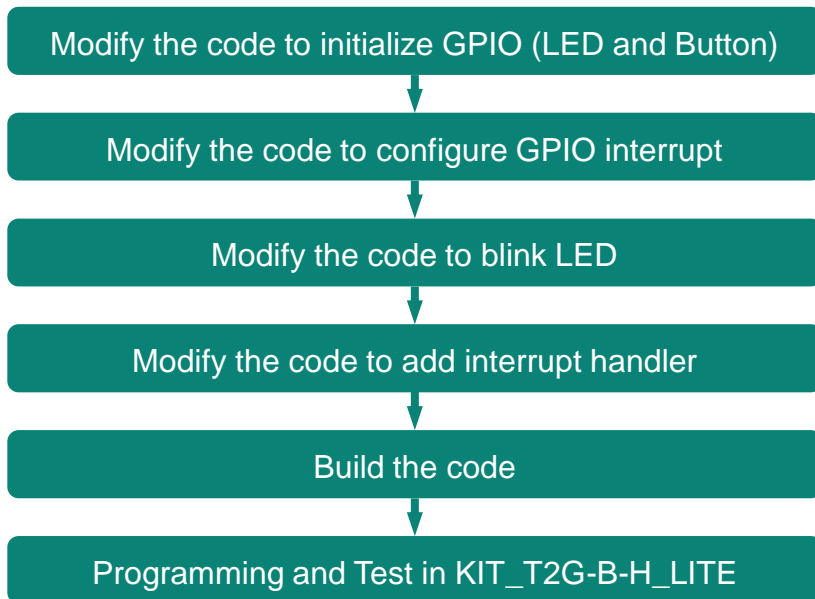 Modify the code to initialize GPIO (LED and Button)
Modify the code to configure GPIO interrupt
Modify the code to blink LED
Modify the code to add interrupt handler
Build the code
Programming and Test in KIT_T2G-B-H_LITE